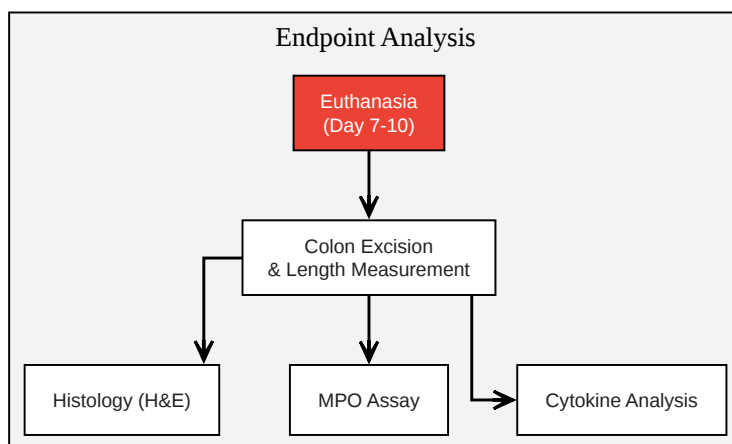 Endpoint Analysis
Euthanasia
(Day 7-10)
Colon Excision
& Length Measurement
Histology (H&E)
MPO Assay
Cytokine Analysis